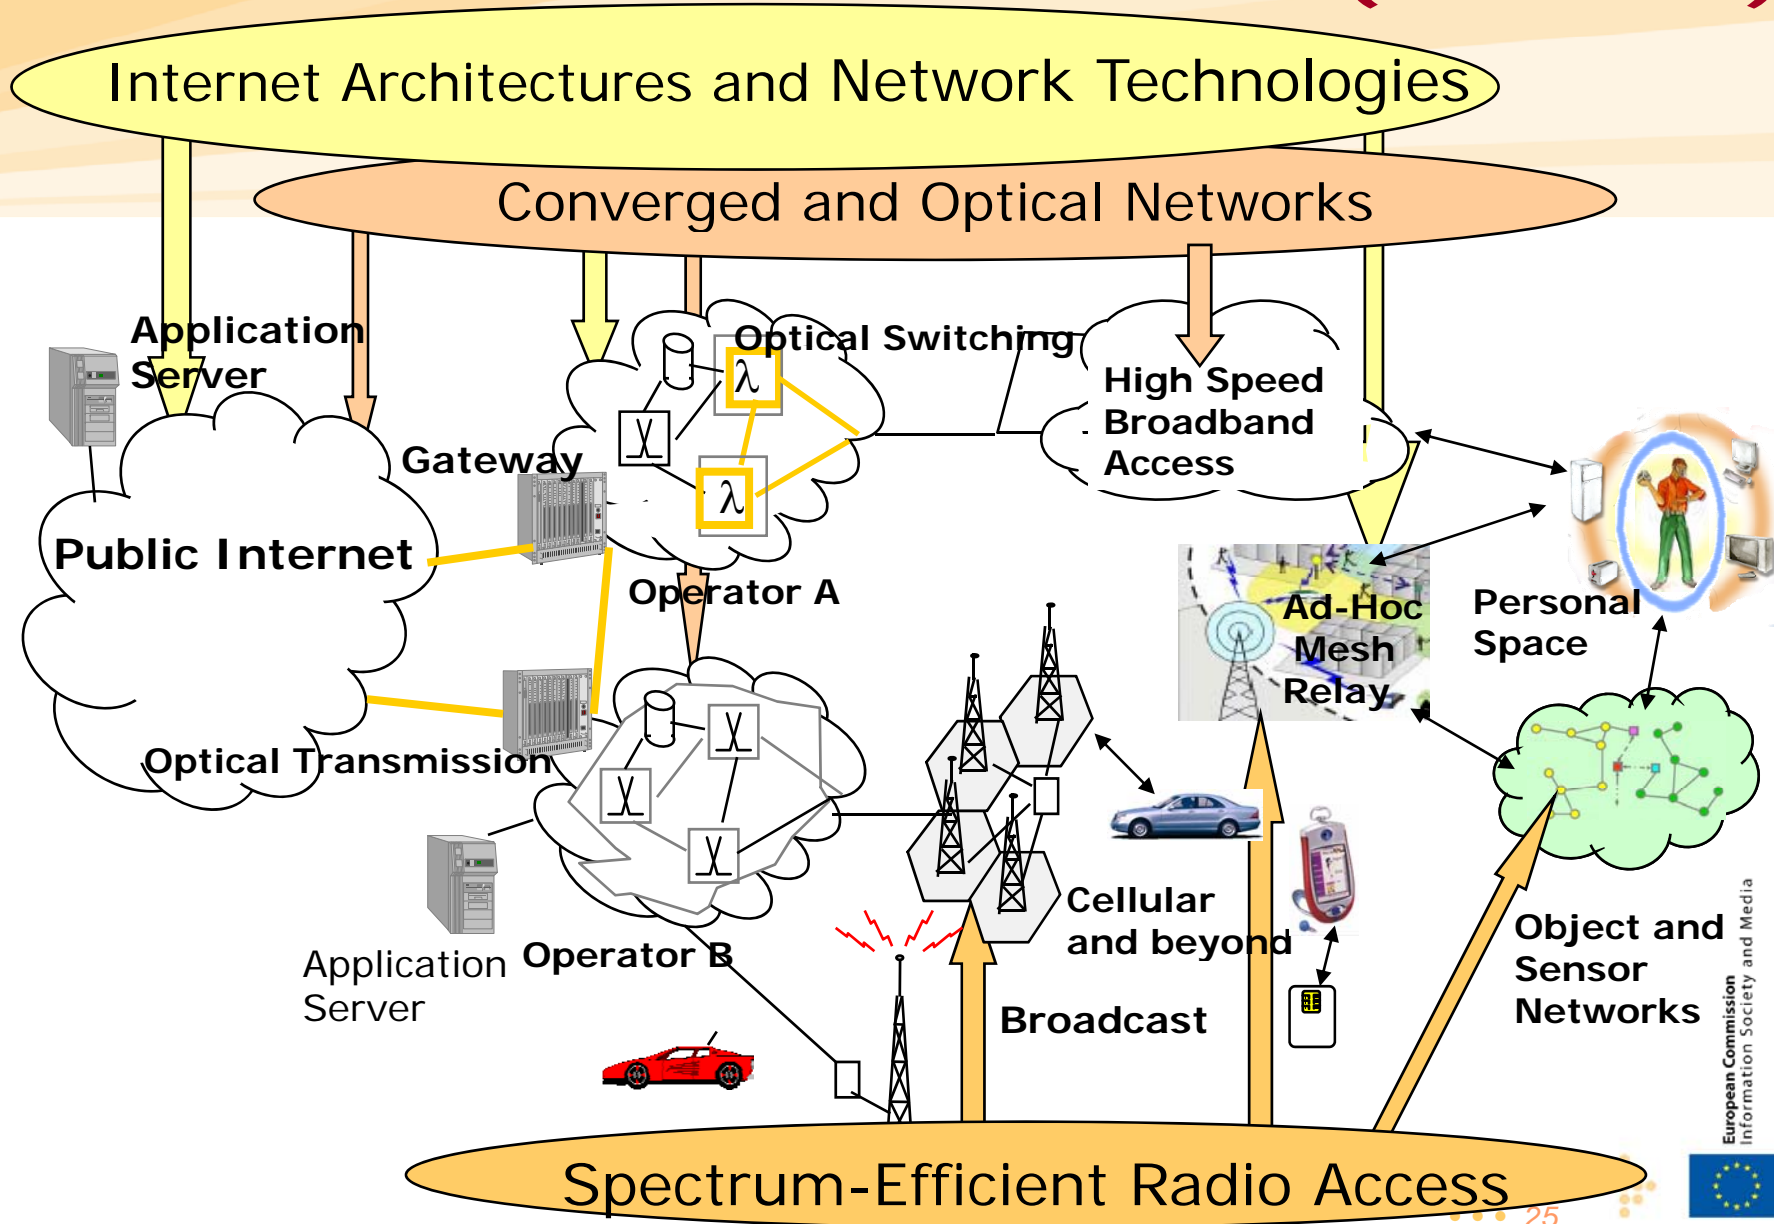 Internet Architectures and Network Technologies
Converged and Optical Networks
Application
Server
Optical Switching
λ
High Speed
Broadband
Access
Gateway
λ
Public Internet
Operator A
Ad-Hoc
Mesh
Relay
Personal
Space
Optical Transmission
Cellular
and beyond
Application
Server
Operator B
Object and
Sensor
Networks
Broadcast
European Commission
Information Society and Media
Spectrum-Efficient Radio Access
25